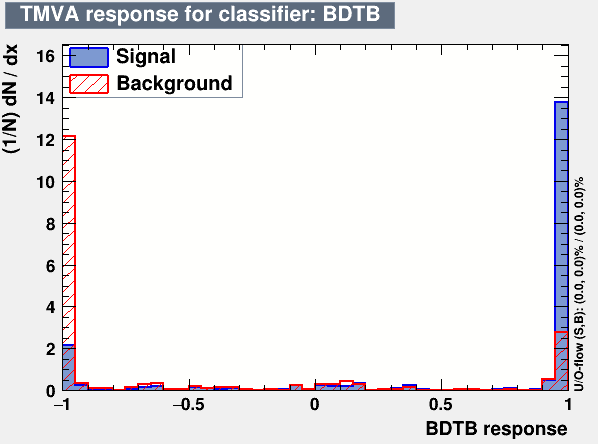 TMVA response for classifier: BDTB
(1/N) dN / dx
Signal
Background
16
14
12
10
8
6
4
2
0
−1
−0.5
0
0.5
1
BDTB response
U/O-flow (S,B): (0.0, 0.0)% / (0.0, 0.0)%